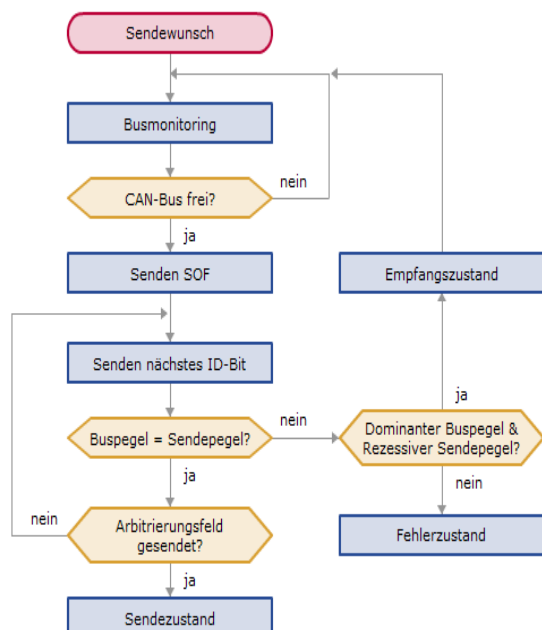 Sendewunsch
Busmonitoring
nein
CAN-Bus frei?
ja
Senden SOF
Empfangszustand
Senden nächstes ID-Bit
ja
nein
Buspegel = Sendepegel?
Dominanter Buspegel &
Rezessiver Sendepegel?
ja
nein
nein
Arbitrierungsfeld
gesendet?
Fehlerzustand
ja
Sendezustand